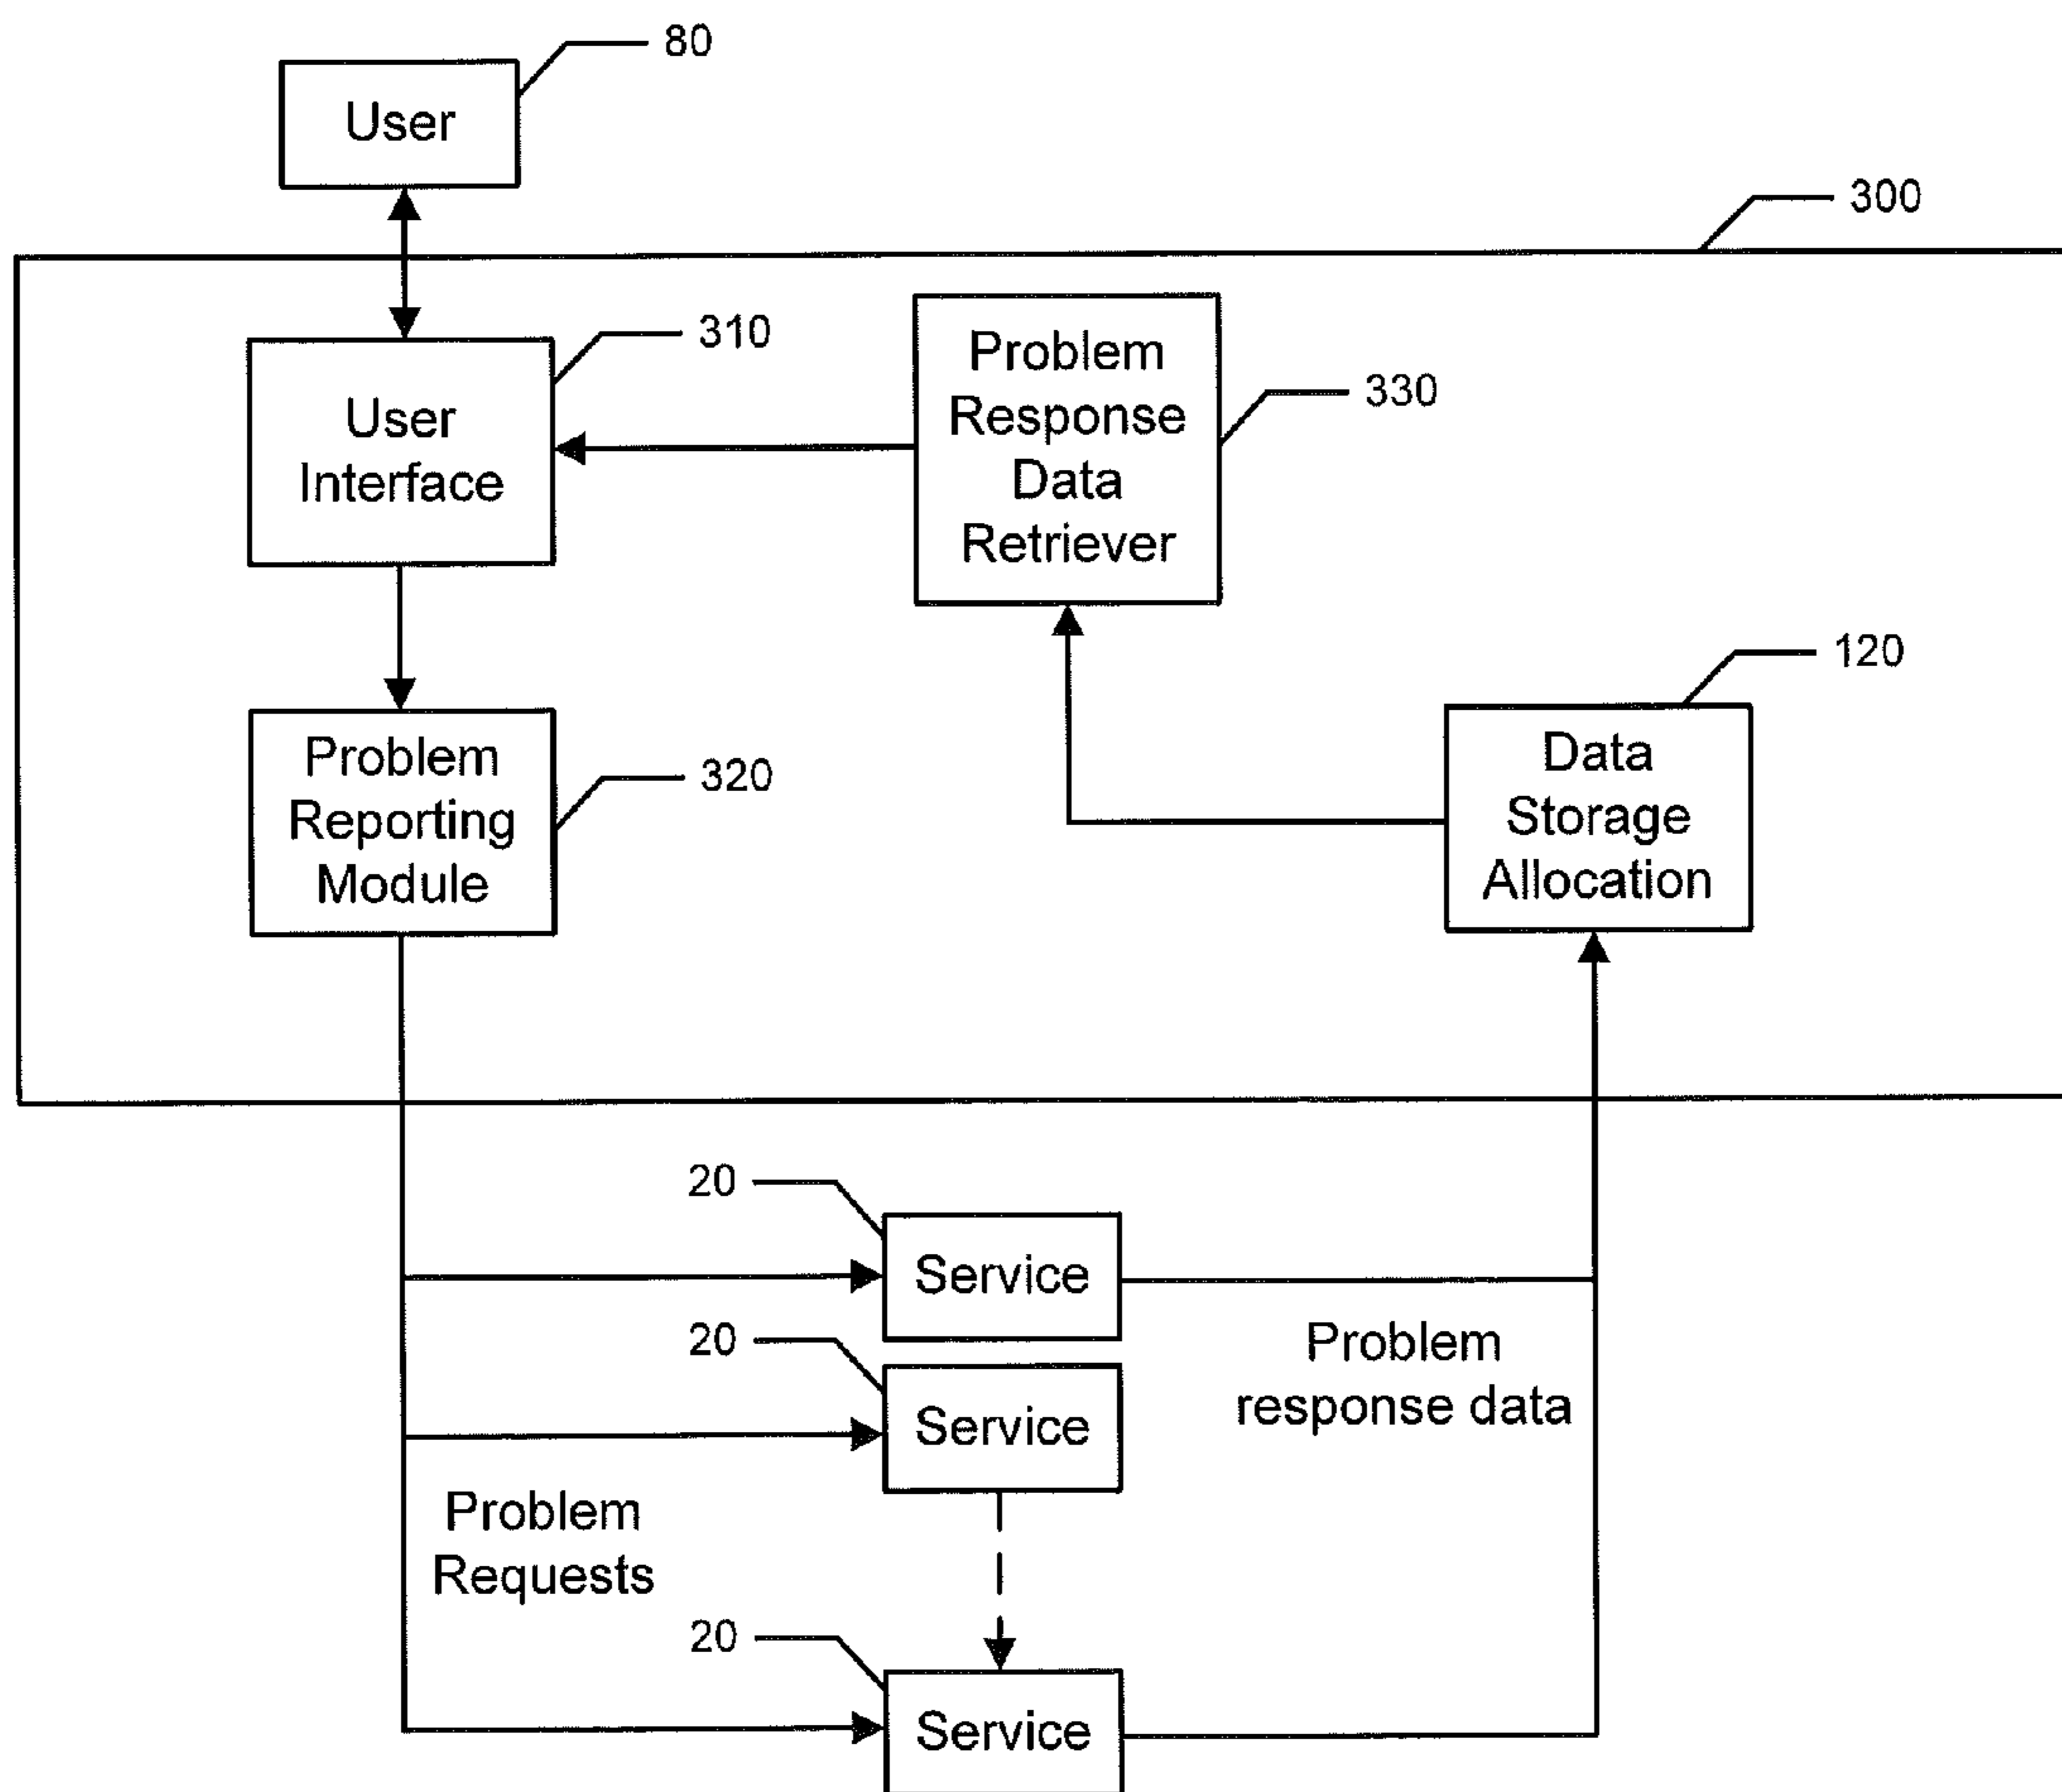 80
User
300
310
User
Interface
Problem
Response
Data
Retriever
330
120
Data
Storage
Allocation
Problem
Reporting
Module
320
20
Service
20
Service
Problem
response data
Problem
Requests
20
Service